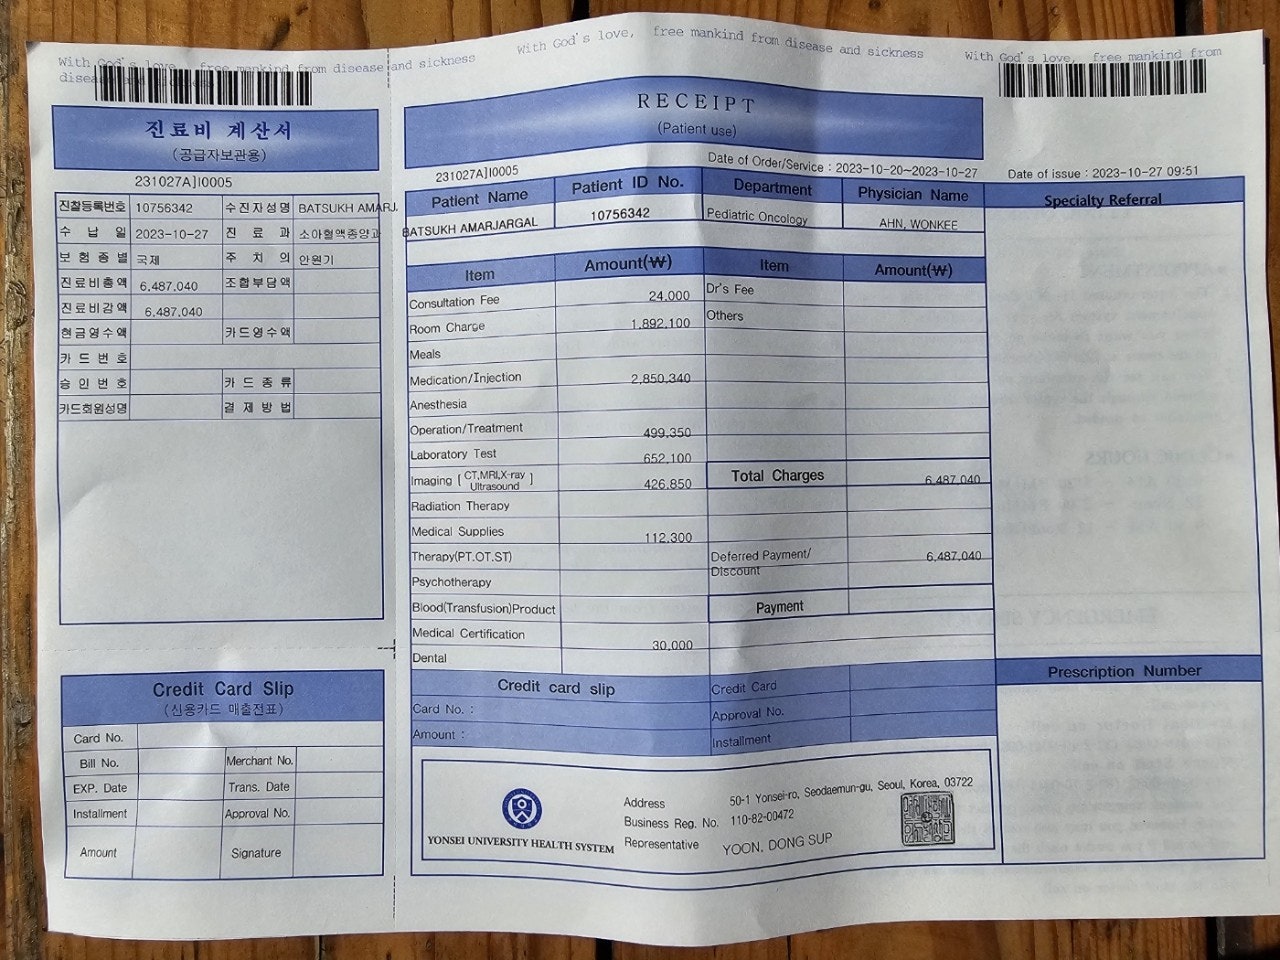 With God's love, free mankind from disease and sickness With God's love, free mankind from disease and sickness With God's love, free mankind from
진료비 계산서
(공급자보관용)
231027A]I0005
진찰등록번호 10756342 수진자성명 BATSUKH AMARJ
수 납 일 2023-10-27 진 료 과 소아혈액종양과
보 험 종 별 국제 주 치 의 안원기
진료비총액 6,487,040 조합부담액
진료비감액 6,487,040
현금영수액 카드영수액
카 드 번 호
승 인 번 호 카 드 종 류
카드회원성명 결 제 방 법
Credit Card Slip
(신용카드 매출전표)
Card No.
Bill No. Merchant No.
EXP. Date Trans. Date
Installment Approval No.
Amount Signature
RECEIPT
(Patient use)
231027A]I0005 Date of Order/Service : 2023-10-20~2023-10-27 Date of issue : 2023-10-27 09:51
Patient Name Patient ID No. Department Physician Name Specialty Referral
BATSUKH AMARJARGAL 10756342 Pediatric Oncology AHN, WONKEE
Item Amount(₩) Item Amount(₩)
Consultation Fee 24,000 Dr's Fee
Room Charge 1,892,100 Others
Meals
Medication/Injection 2,850,340
Anesthesia
Operation/Treatment 499,350
Laboratory Test 652,100 Total Charges 6,487,040
Imaging [ CT,MRI,X-ray Ultrasound ] 426,850
Radiation Therapy
Medical Supplies 112,300
Therapy(PT.OT.ST) Deferred Payment/ 6,487,040
Discount
Psychotherapy
Blood(Transfusion)Product Payment
Medical Certification 30,000
Dental
Credit card slip Credit Card Prescription Number
Card No. : Approval No.
Amount : Installment
YONSEI UNIVERSITY HEALTH SYSTEM
Address 50-1 Yonsei-ro, Seodaemun-gu, Seoul, Korea, 03722
Business Reg. No. 110-82-00472
Representative YOON, DONG SUP